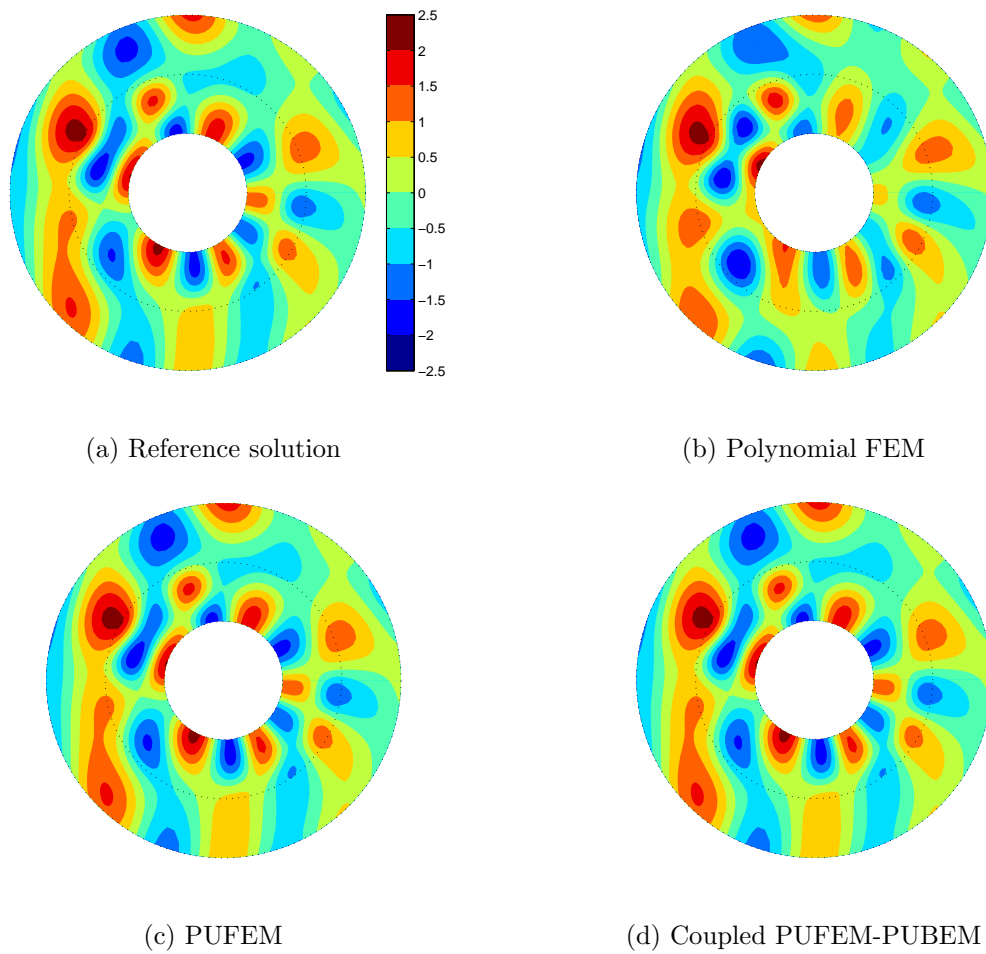 2.5
2
1.5
1
0.5
0
−0.5
−1
−1.5
−2
−2.5
(a) Reference solution
(b) Polynomial FEM
(c) PUFEM
(d) Coupled PUFEM-PUBEM